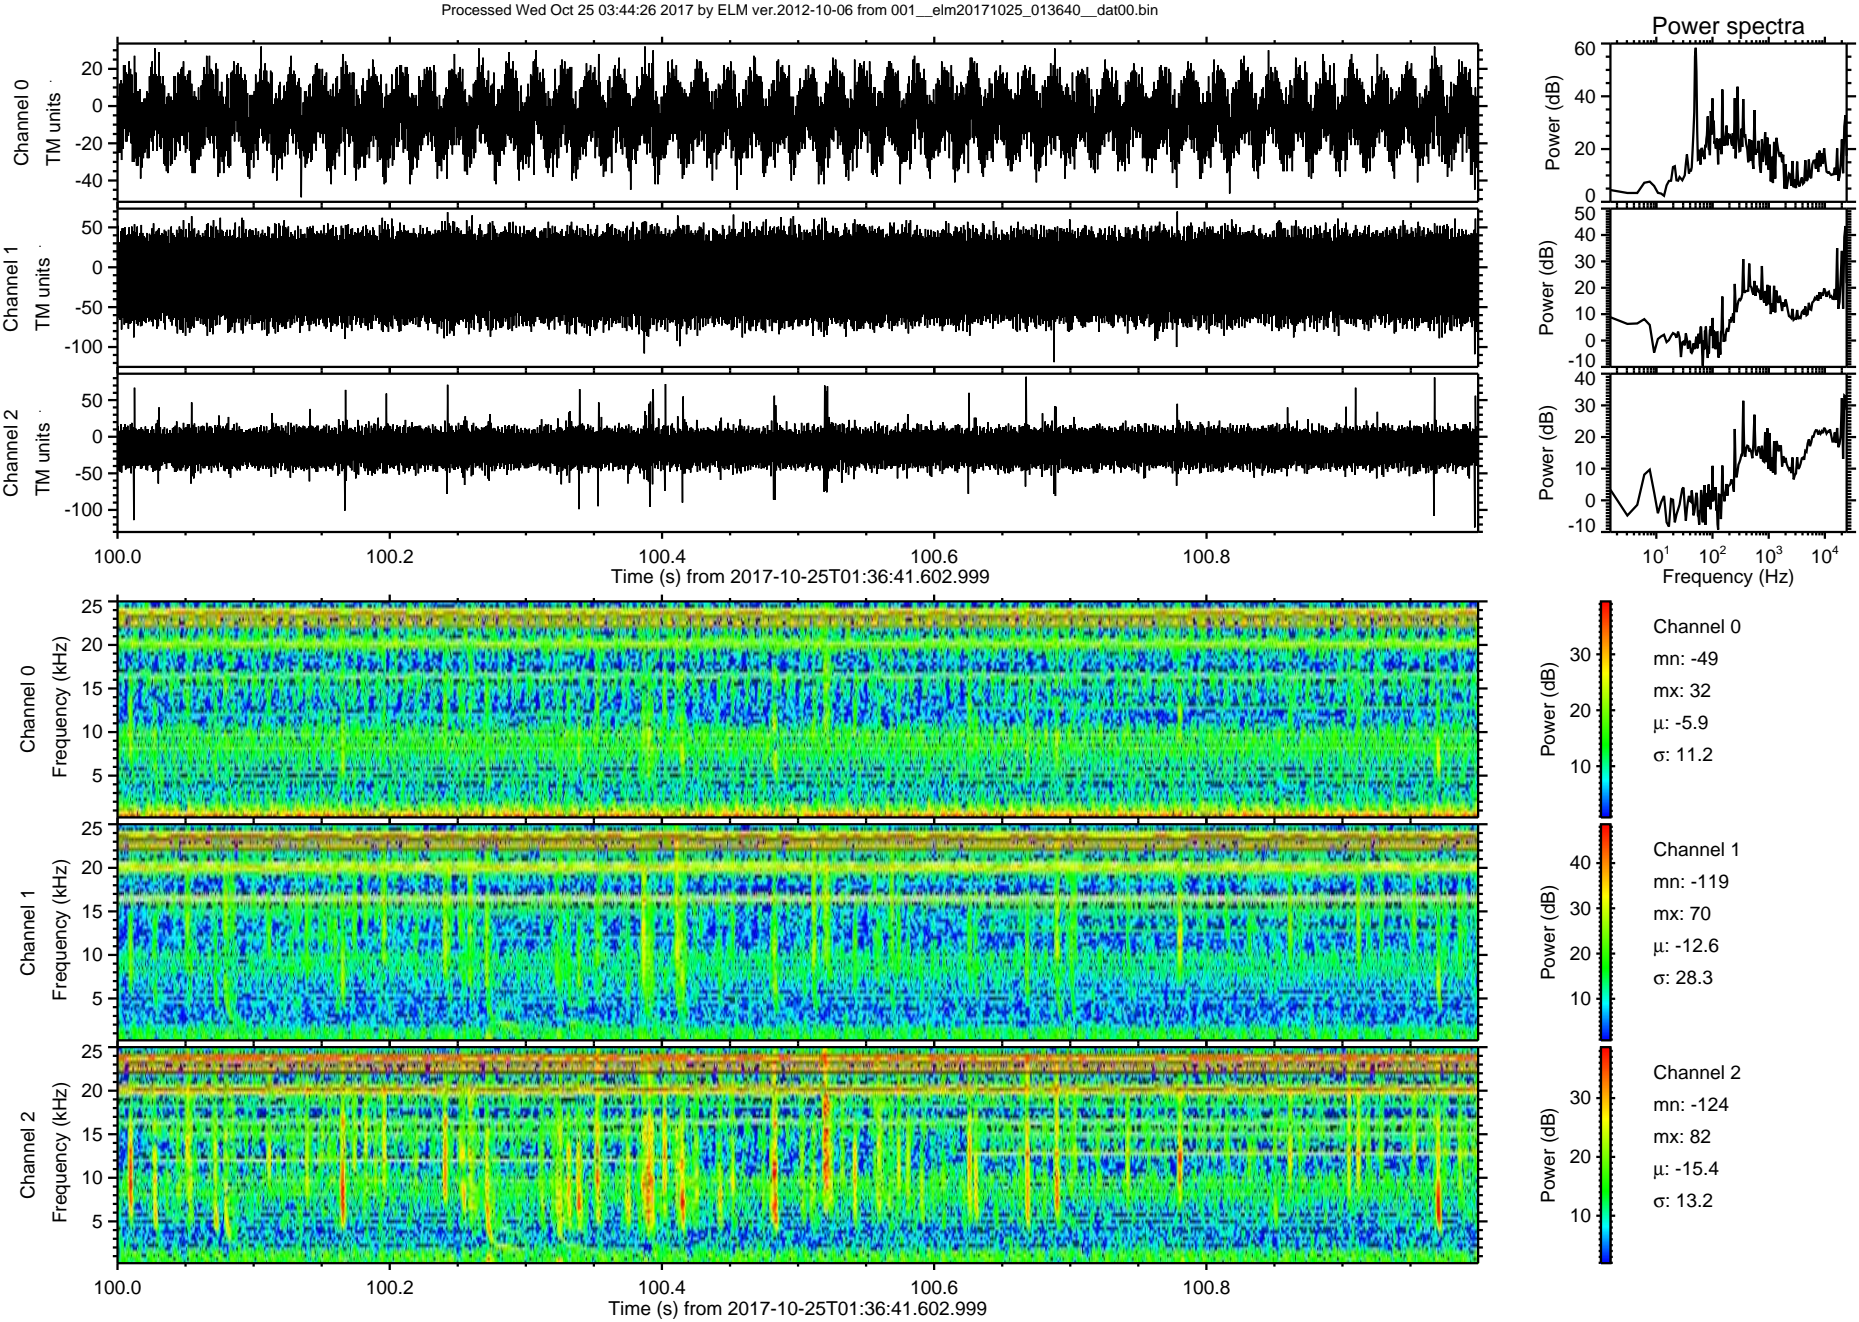 Processed Wed Oct 25 03:44:26 2017 by ELM ver.2012-10-06 from 001__elm20171025_013640__dat00.bin
Power spectra
Channel 0
TM units
20
0
-20
-40
Power (dB)
60
40
20
0
Channel 1
TM units
50
0
-50
-100
Power (dB)
50
40
30
20
10
0
-10
Channel 2
TM units
50
0
-50
-100
Power (dB)
40
30
20
10
0
-10
100.0 100.2 100.4 100.6 100.8
Time (s) from 2017-10-25T01:36:41.602.999
10^1 10^2 10^3 10^4
Frequency (Hz)
Channel 0
Frequency (kHz)
25
20
15
10
5
Power (dB)
30
20
10
Channel 0
mn: -49
mx: 32
μ: -5.9
σ: 11.2
Channel 1
Frequency (kHz)
25
20
15
10
5
Power (dB)
40
30
20
10
Channel 1
mn: -119
mx: 70
μ: -12.6
σ: 28.3
Channel 2
Frequency (kHz)
25
20
15
10
5
Power (dB)
30
20
10
Channel 2
mn: -124
mx: 82
μ: -15.4
σ: 13.2
100.0 100.2 100.4 100.6 100.8
Time (s) from 2017-10-25T01:36:41.602.999